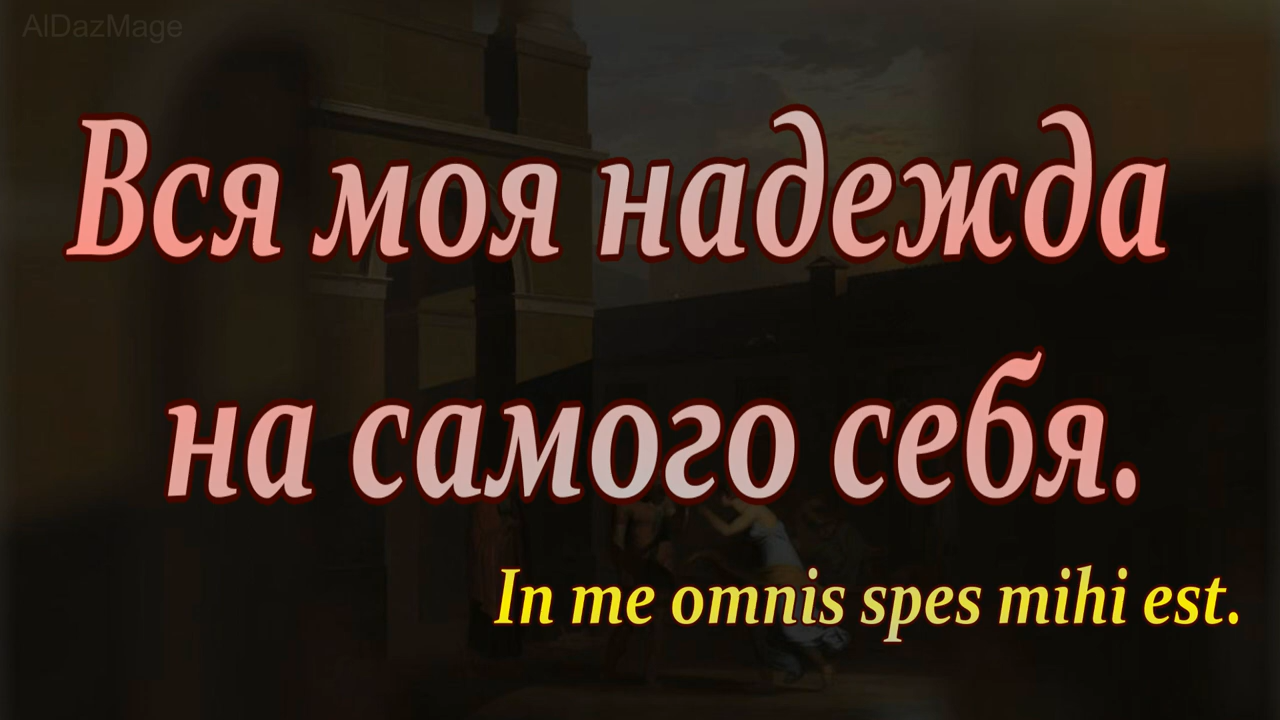 AlDazMage
Вся моя надежда
на самого себя.
In me omnis spes mihi est.